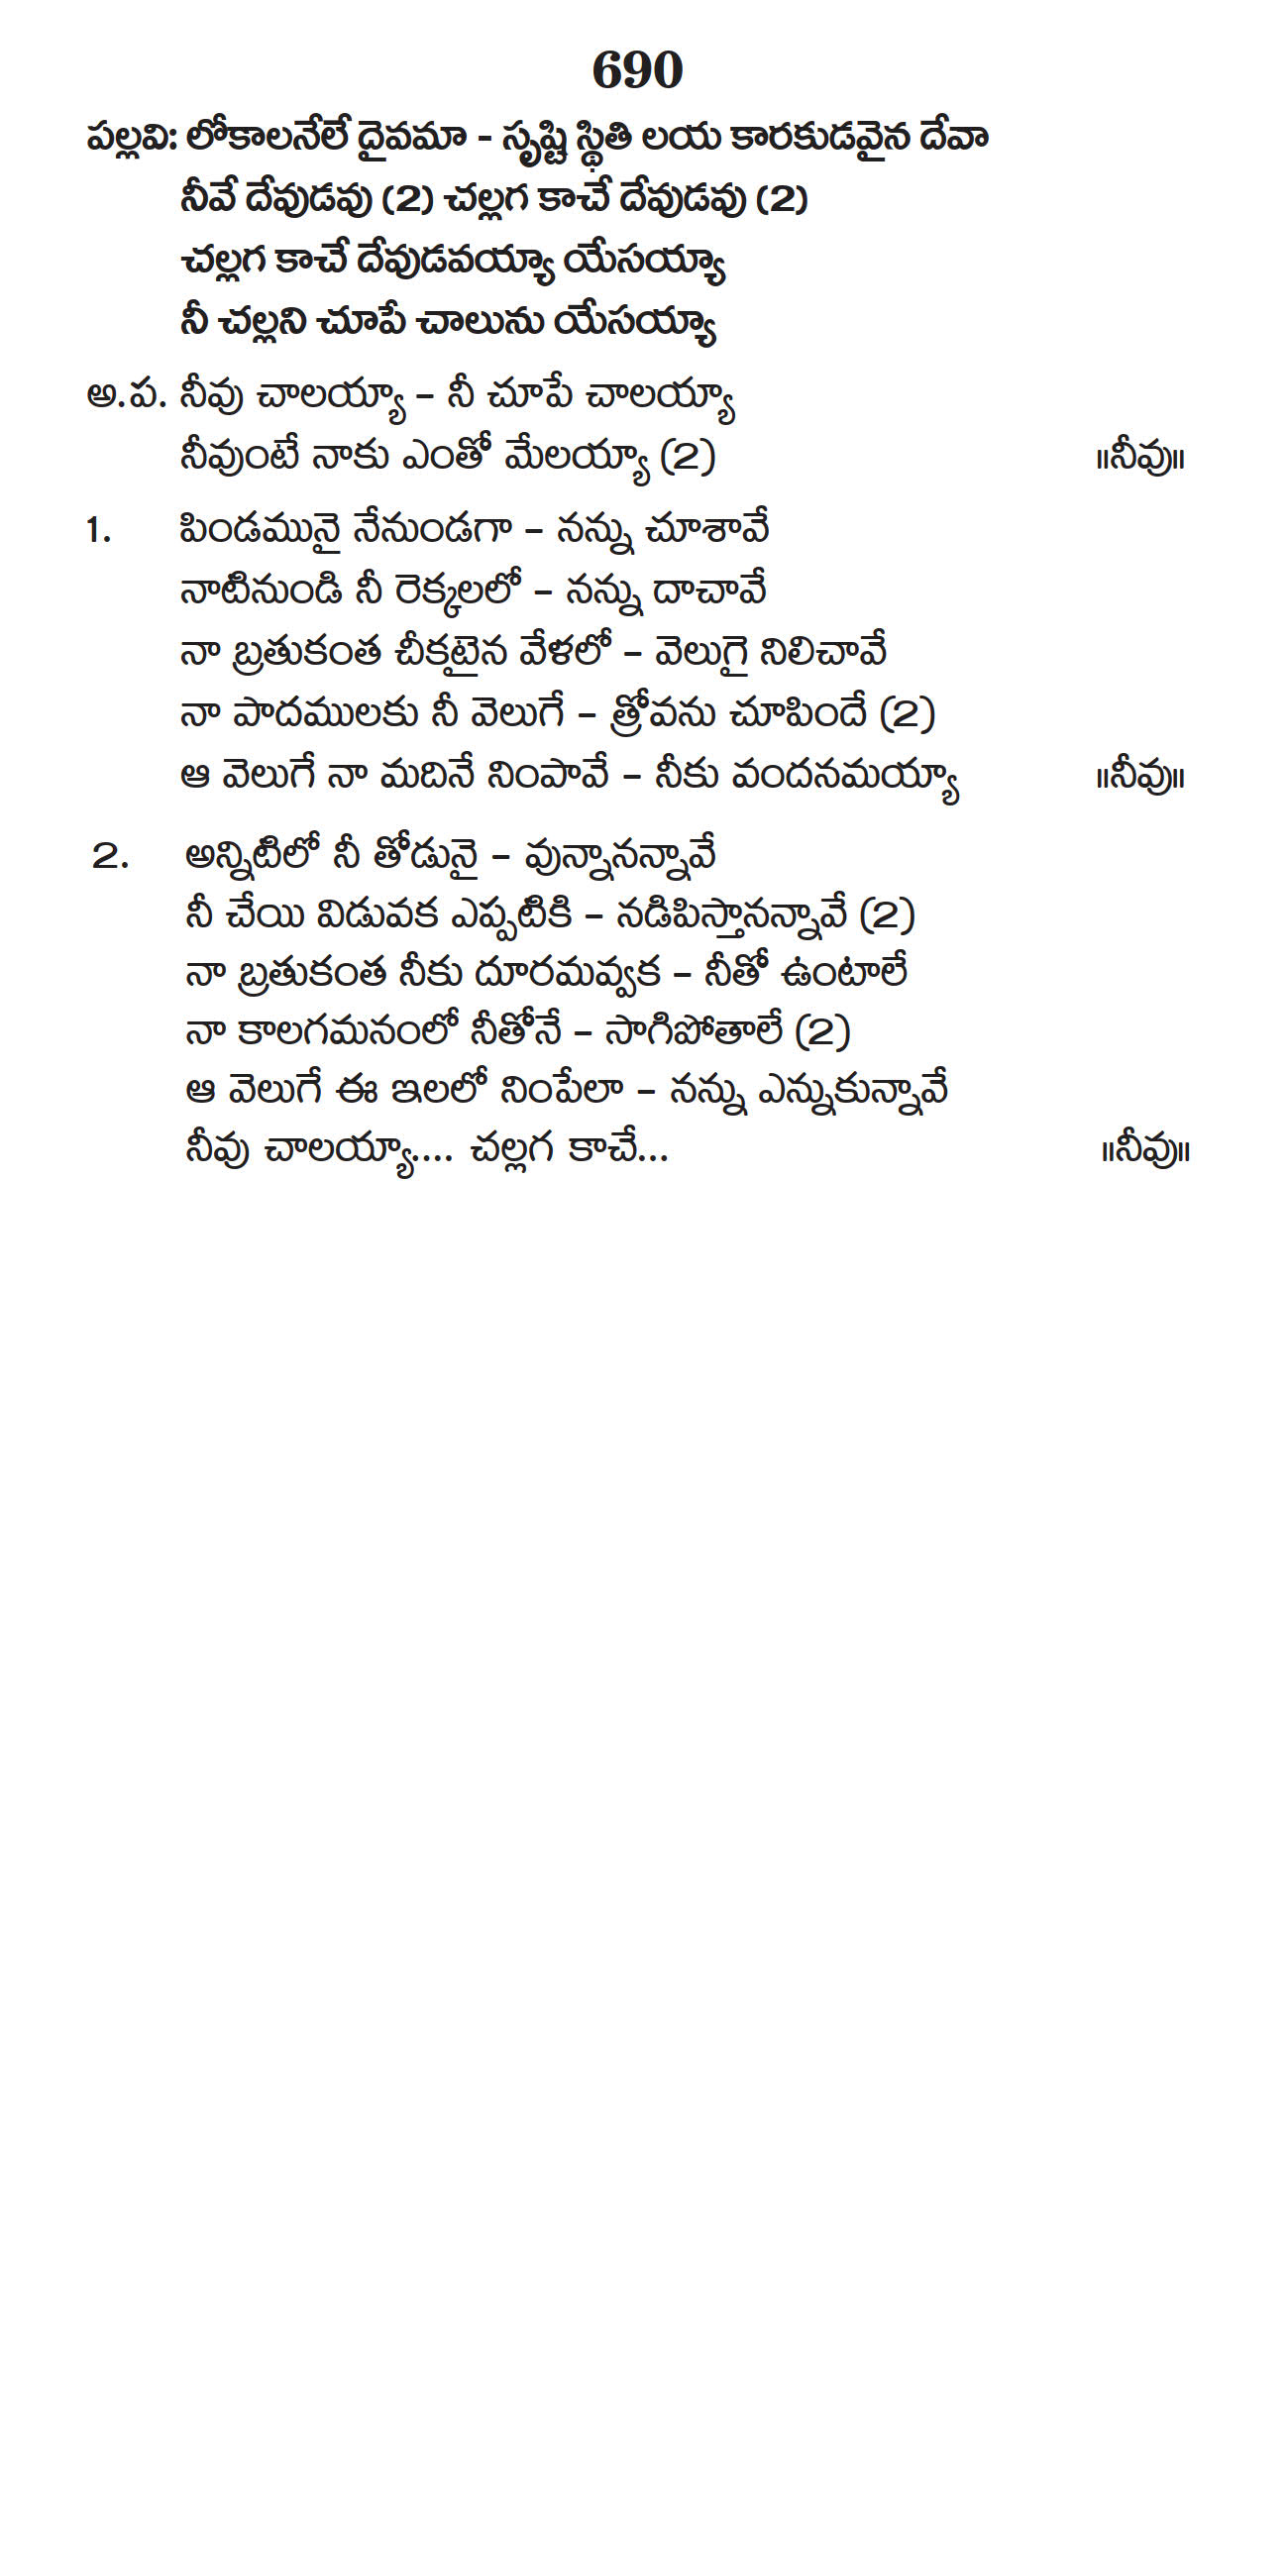 690
పల్లవి: లోకాలనేలే దైవమా - సృష్టి స్థితి లయ కారకుడవైన దేవా
నీవే దేవుడవు (2) చల్లగ కాచే దేవుడవు (2)
చల్లగ కాచే దేవుడవయ్యా యేసయ్యా
నీ చల్లని చూపే చాలును యేసయ్యా
అ.ప. నీవు చాలయ్యా – నీ చూపే చాలయ్యా
నీవుంటే నాకు ఎంతో మేలయ్యా (2) ॥నీవు॥
1. పిండమునై నేనుండగా – నన్ను చూశావే
నాటినుండి నీ రెక్కలలో – నన్ను దాచావే
నా బ్రతుకంత చీకటైన వేళలో – వెలుగై నిలిచావే
నా పాదములకు నీ వెలుగే – త్రోవను చూపిందే (2)
ఆ వెలుగే నా మదినే నింపావే – నీకు వందనమయ్యా ॥నీవు॥
2. అన్నిటిలో నీ తోడునై – వున్నానన్నావే
నీ చేయి విడువక ఎప్పటికి – నడిపిస్తానన్నావే (2)
నా బ్రతుకంత నీకు దూరమవ్వక – నీతో ఉంటాలే
నా కాలగమనంలో నీతోనే – సాగిపోతాలే (2)
ఆ వెలుగే ఈ ఇలలో నింపేలా – నన్ను ఎన్నుకున్నావే
నీవు చాలయ్యా.... చల్లగ కాచే... ॥నీవు॥